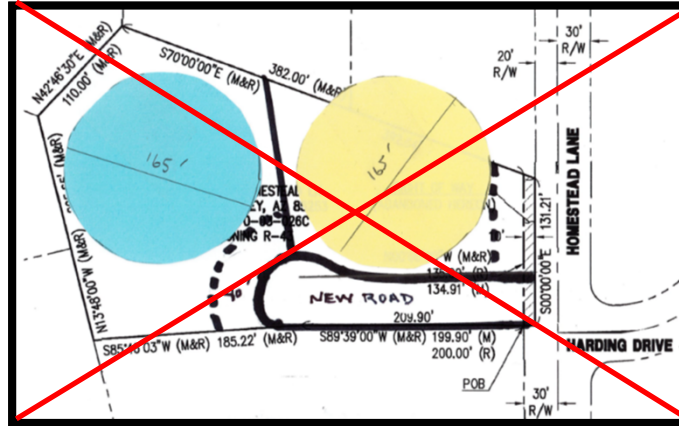 30'
R/W
20'
R/W
N42°46'30"E (M&R)
110.00' (M&R)
S70°00'00"E (M&R)
382.00' (M&R)
165'
165'
(M&R)
N13°48'00"W (M&R)
131.21'
S00°00'00"E
HOMESTEAD LANE
W (M&R)
134.91' (M)
NEW ROAD
209.90'
185.22' (M&R)
S89°39'00"W (M&R)
199.90' (M)
200.00' (R)
HARDING DRIVE
POB
30'
R/W